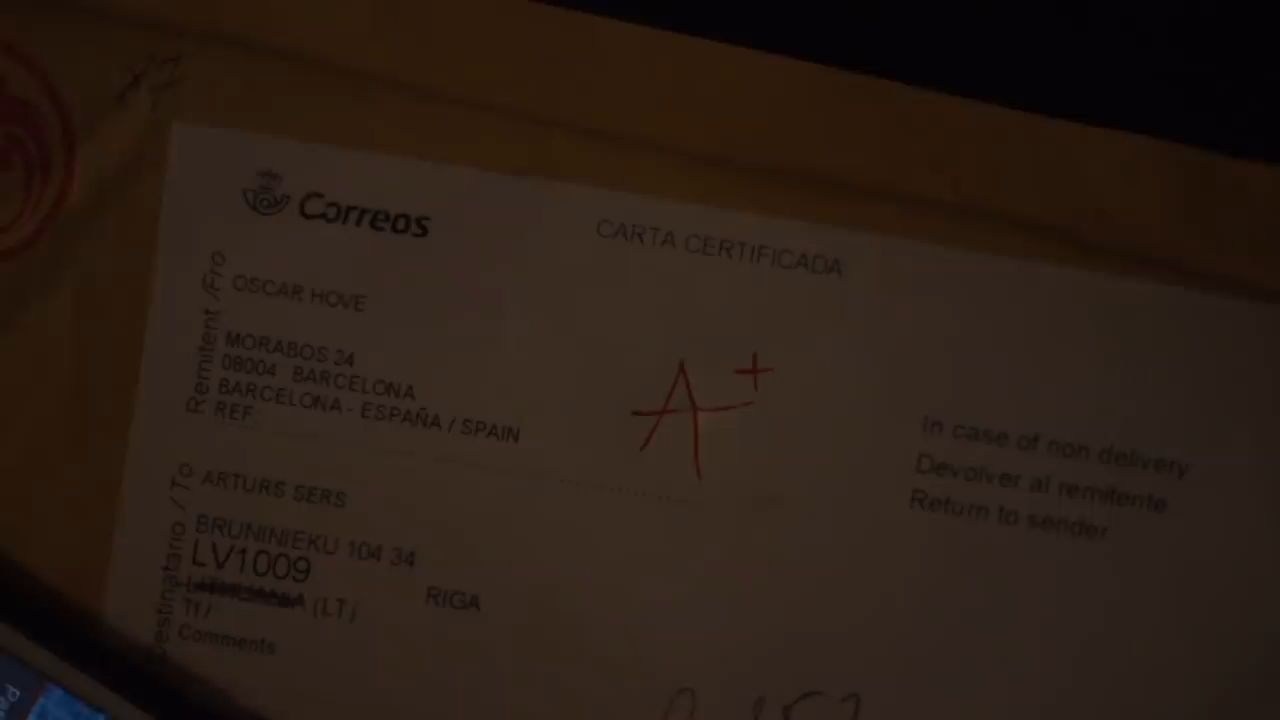 Correos
CARTA CERTIFICADA
Remitent /Fro
OSCAR HOVE
MORABOS 24
08004 BARCELONA
BARCELONA - ESPAÑA / SPAIN
REF:
A+
In case of non delivery
Devolver al remitente
Return to sender
Destinatario / To
ARTURS SERS
BRUNINIEKU 104 34
LV1009
RIGA
(LT)
Tf /
Comments